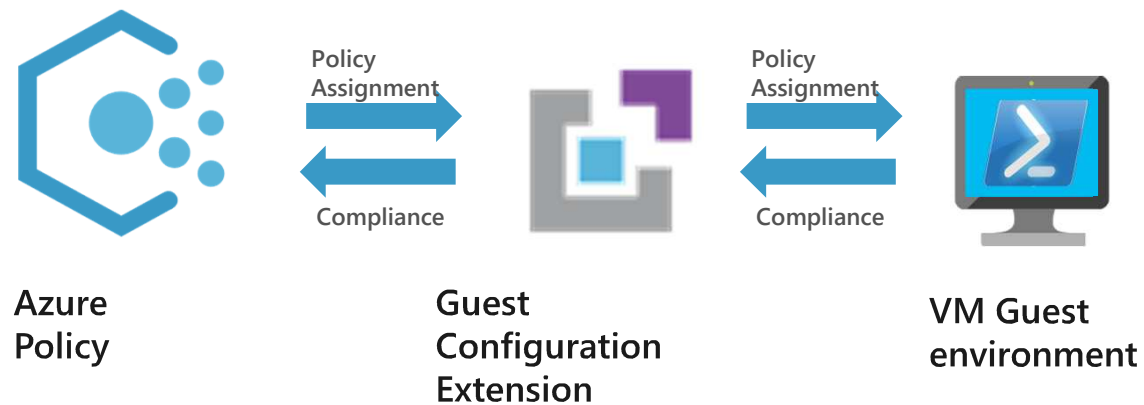 Policy
Assignment
Compliance
Policy
Assignment
Compliance
Azure
Policy
Guest
Configuration
Extension
VM Guest
environment